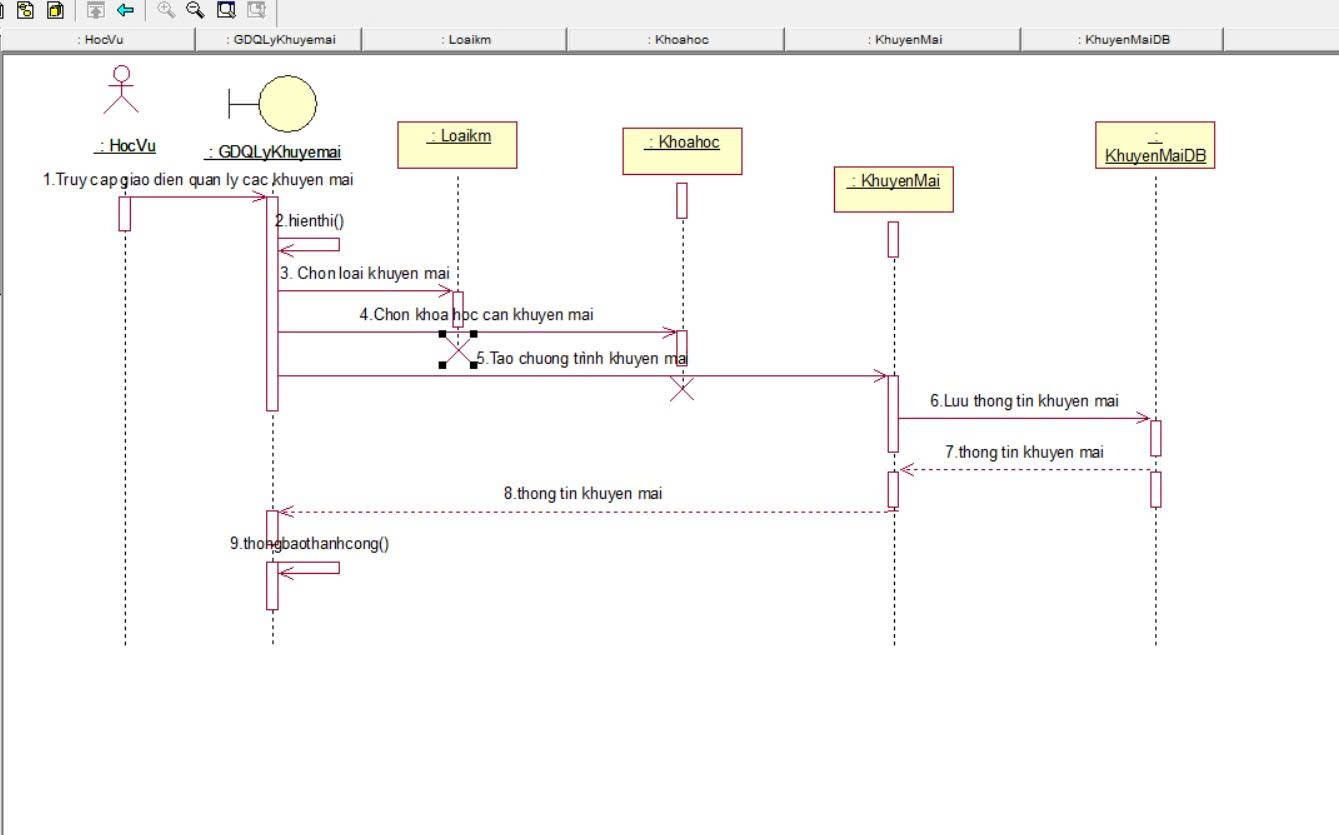 : HocVu
: GDQLyKhuyemai
: Loaikm
: Khoahoc
: KhuyenMai
: KhuyenMaiDB
: HocVu
: GDQLyKhuyemai
: Loaikm
: Khoahoc
: KhuyenMai
:
KhuyenMaiDB
1.Truy cap giao dien quan ly cac khuyen mai
2.hienthi()
3. Chon loai khuyen mai
4.Chon khoa hoc can khuyen mai
5.Tao chuong trình khuyen mai
6.Luu thong tin khuyen mai
7.thong tin khuyen mai
8.thong tin khuyen mai
9.thongbaothanhcong()